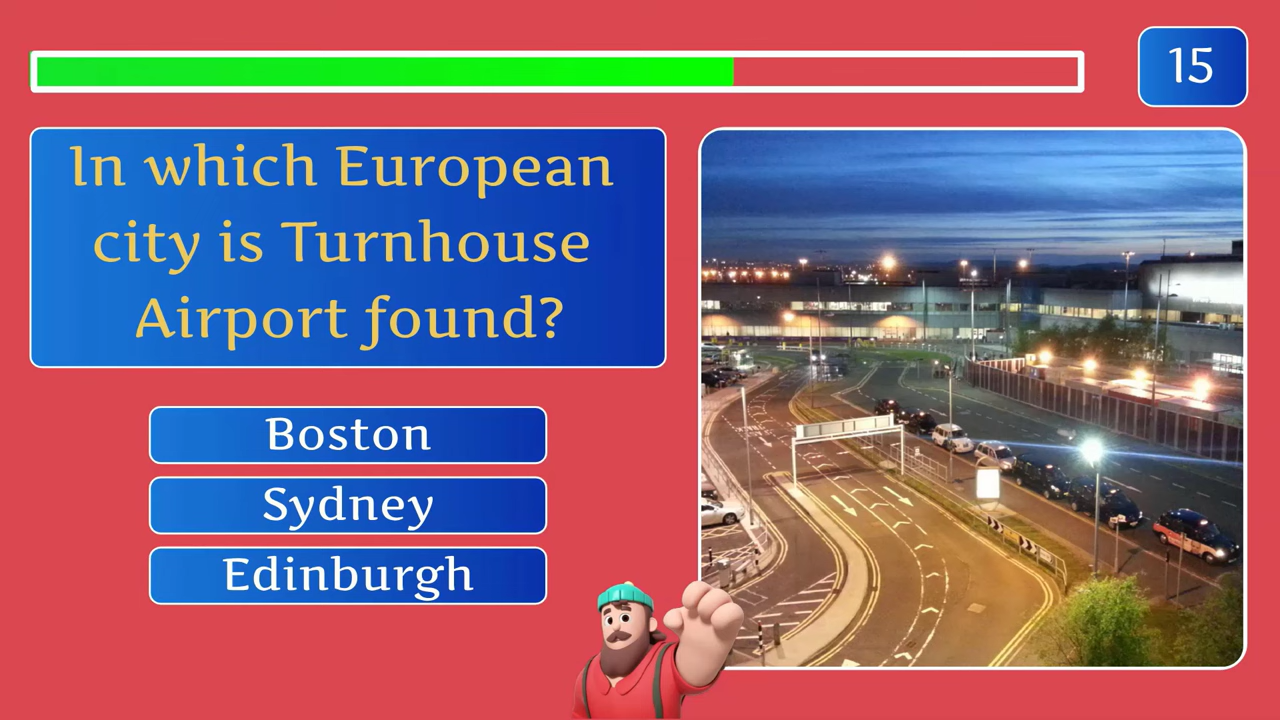 15
In which European
city is Turnhouse
Airport found?
Boston
Sydney
Edinburgh